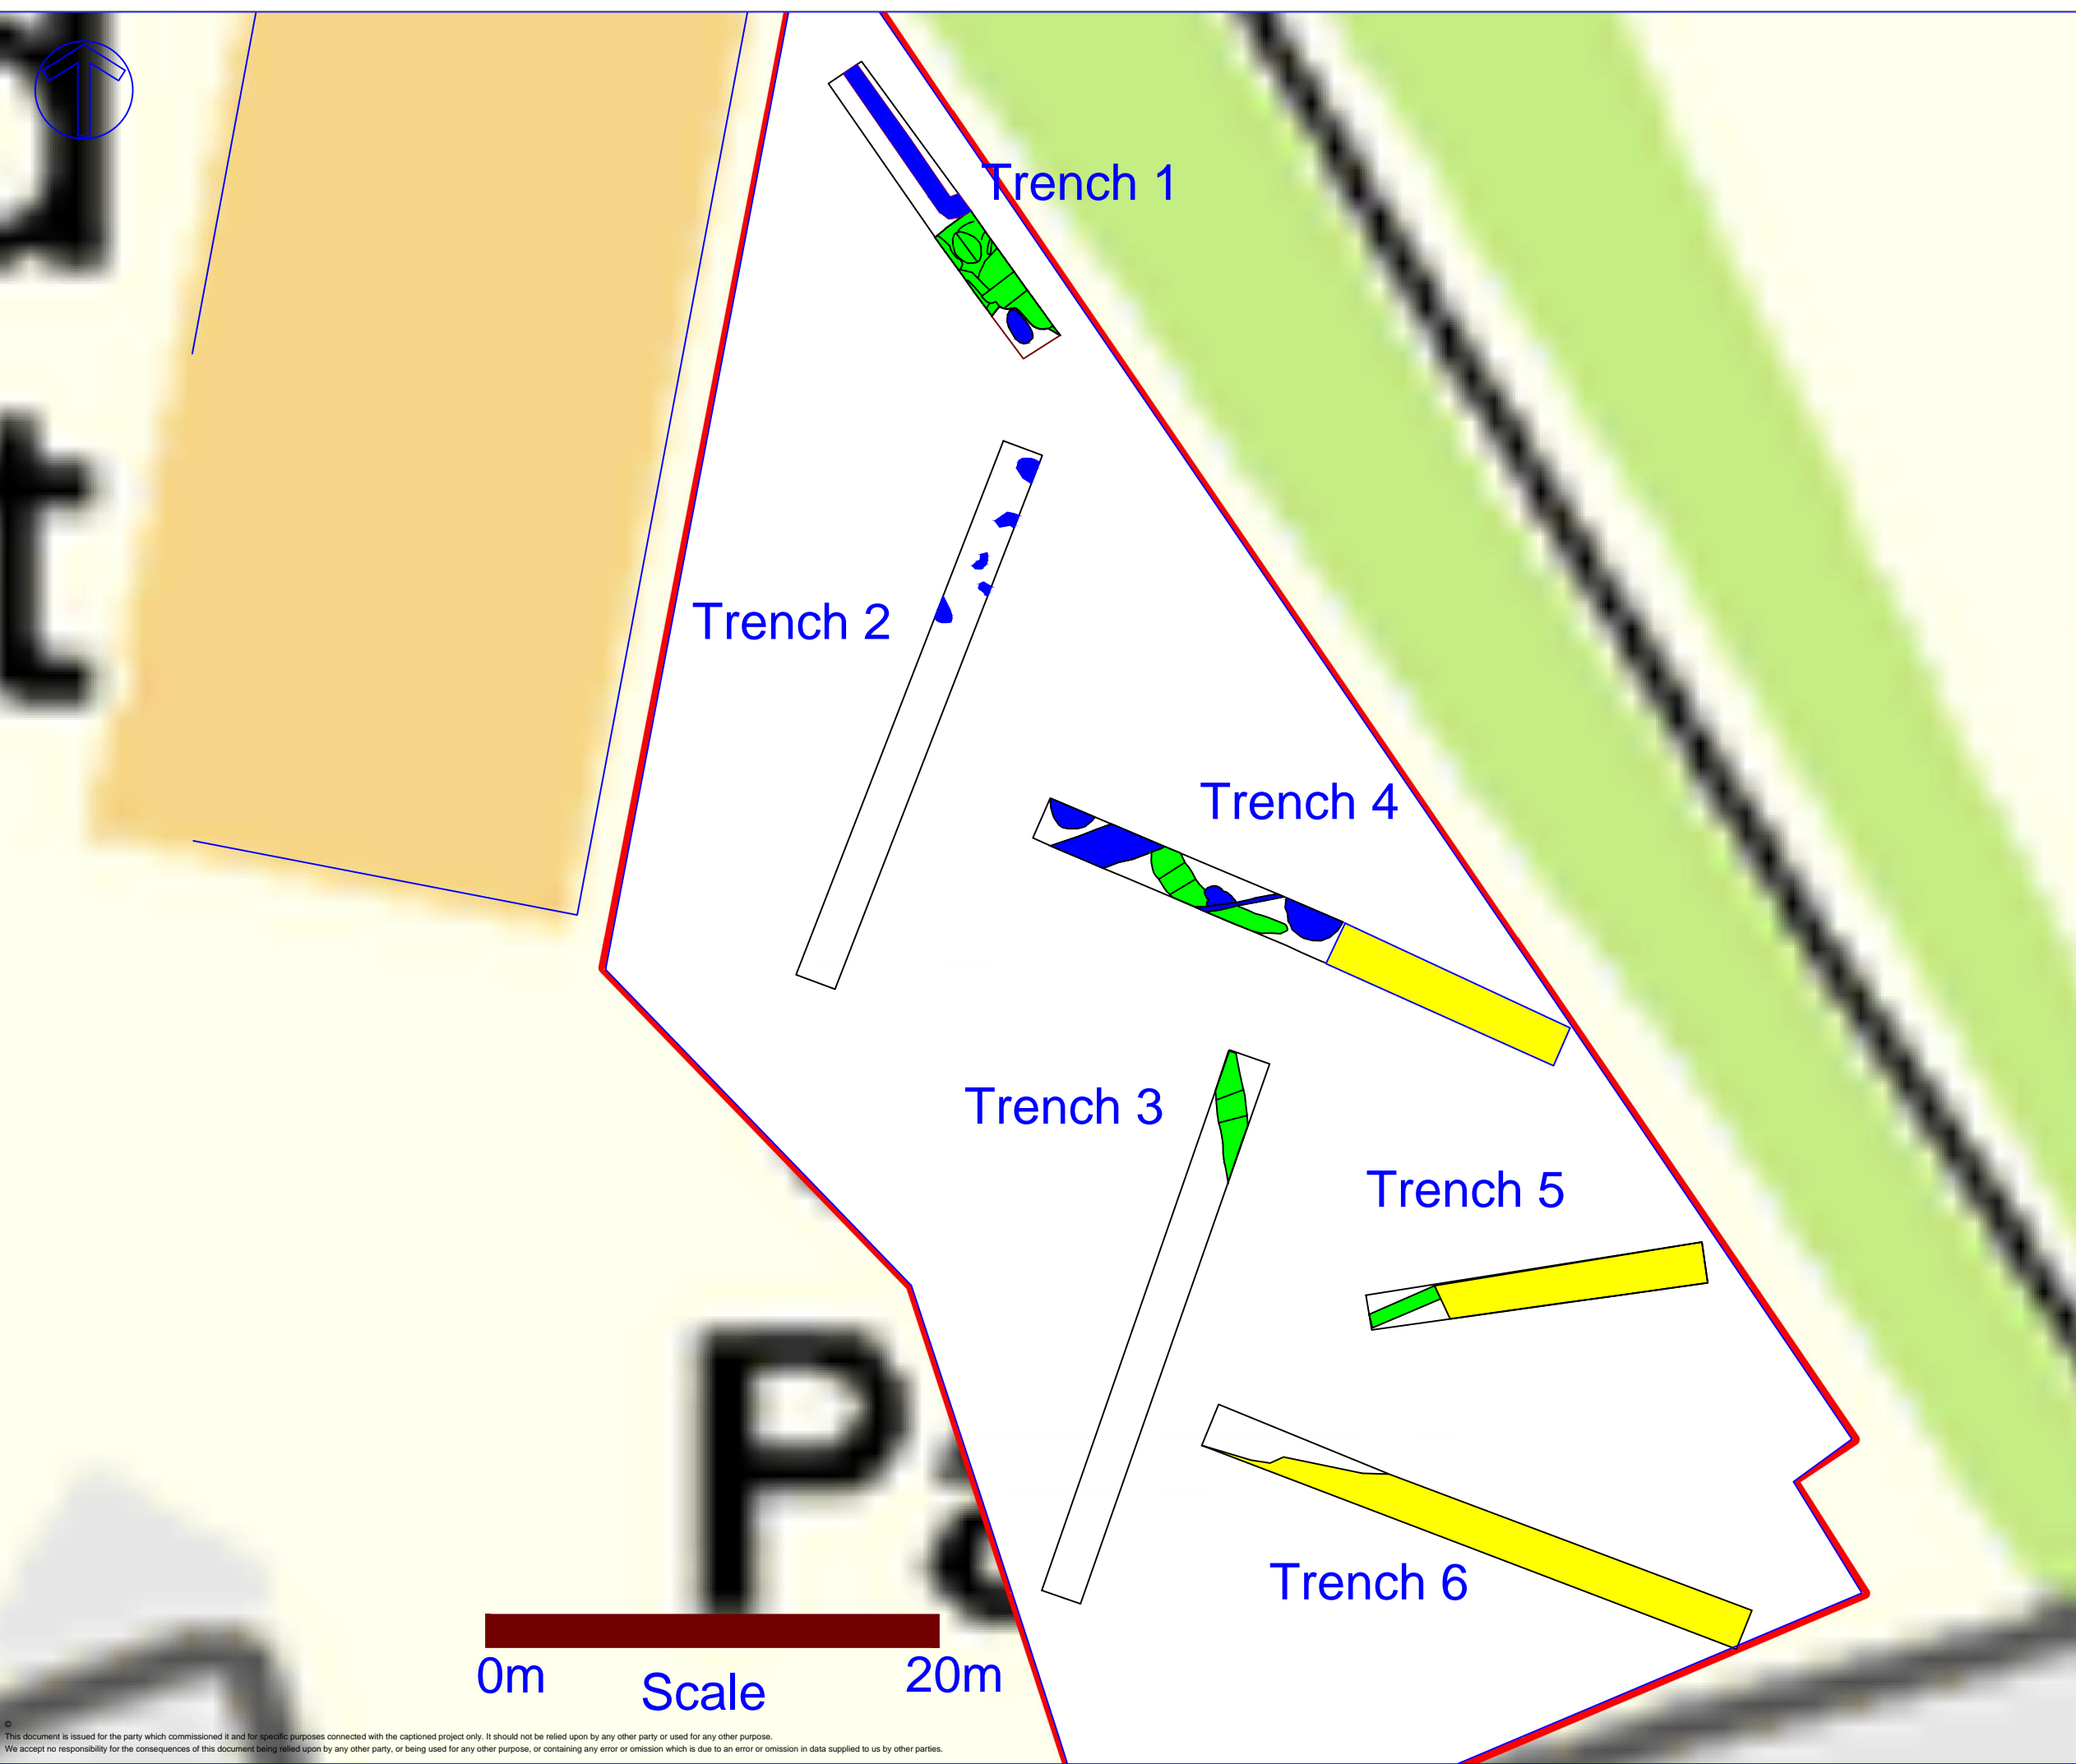 d
t
Trench 1
Trench 2
Trench 4
Trench 3
Trench 5
Pa
Trench 6
0m
Scale
20m
©
This document is issued for the party which commissioned it and for specific purposes connected with the captioned project only. It should not be relied upon by any other party or used for any other purpose.
We accept no responsibility for the consequences of this document being relied upon by any other party, or being used for any other purpose, or containing any error or omission which is due to an error or omission in data supplied to us by other parties.